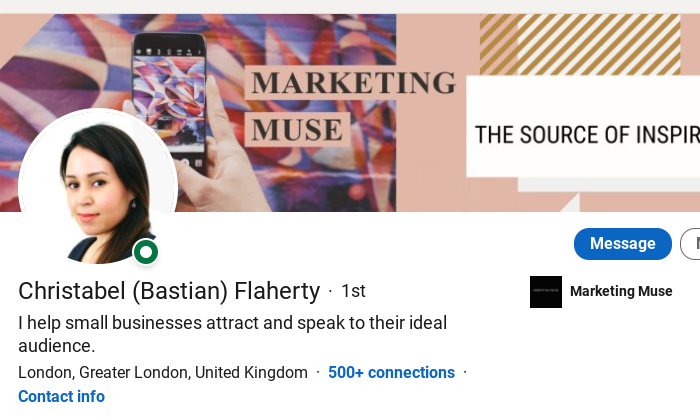 MARKETING
MUSE
THE SOURCE OF INSPIR
Message
Christabel (Bastian) Flaherty · 1st
Marketing Muse
I help small businesses attract and speak to their ideal
audience.
London, Greater London, United Kingdom · 500+ connections ·
Contact info